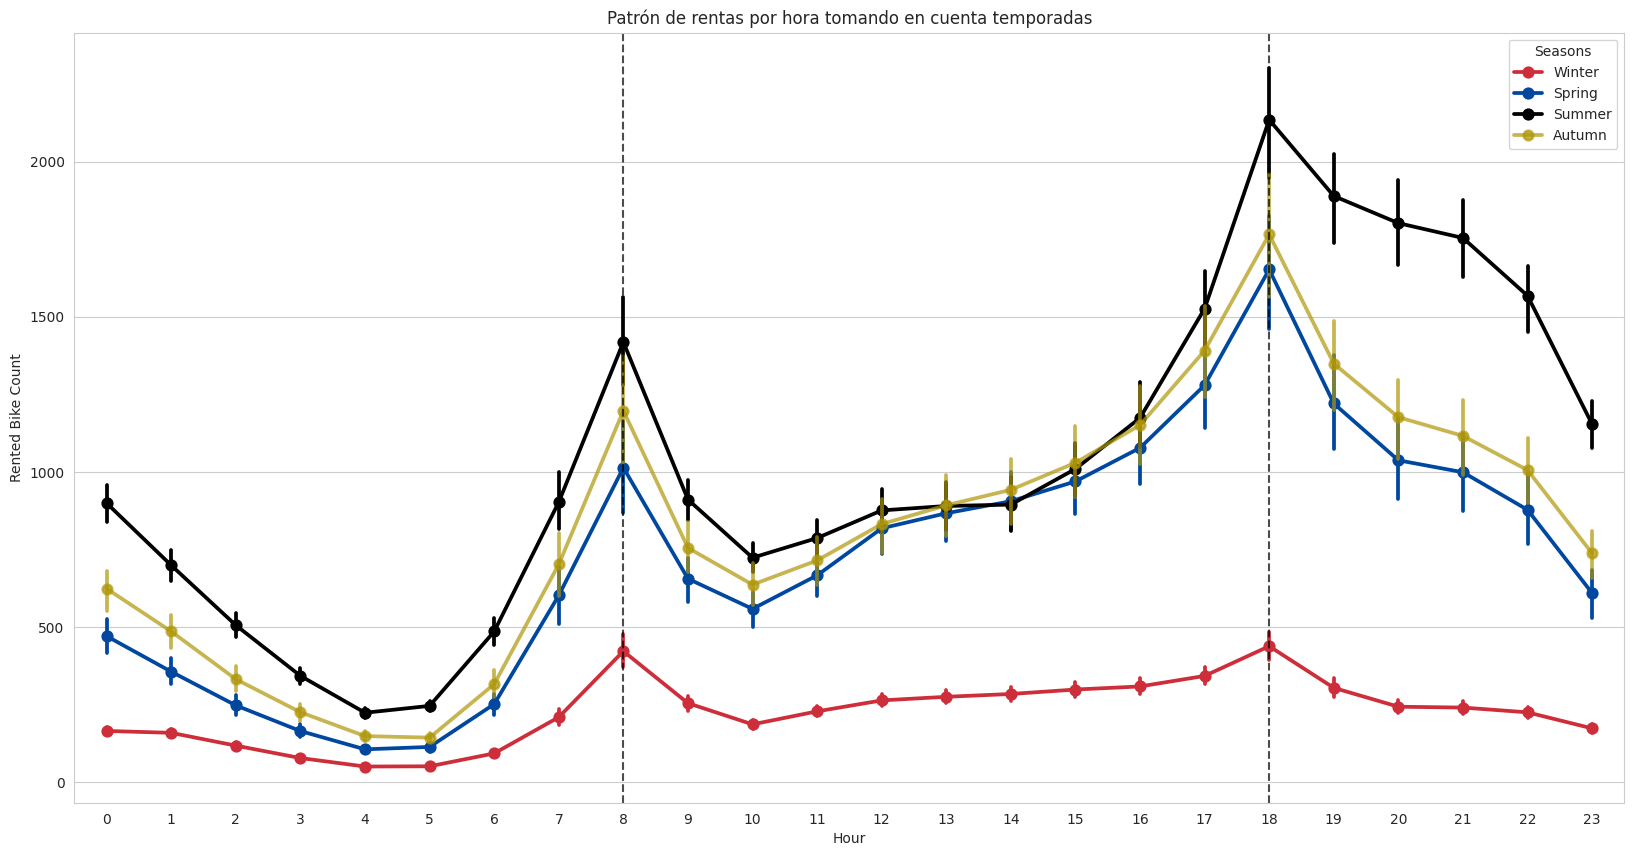 Patrón de rentas por hora tomando en cuenta temporadas
Seasons
Winter
Spring
Summer
Autumn
Rented Bike Count
2000
1500
1000
500
0
0 1 2 3 4 5 6 7 8 9 10 11 12 13 14 15 16 17 18 19 20 21 22 23
Hour